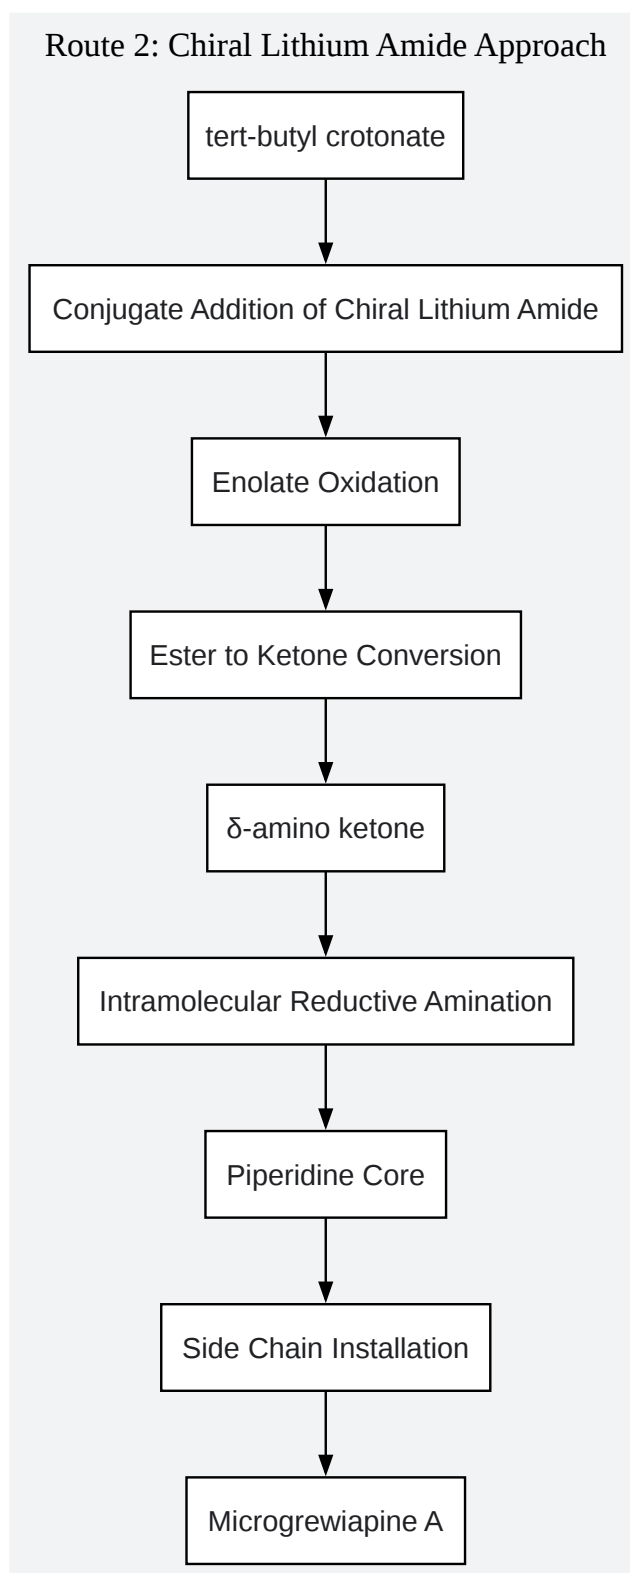 Route 2: Chiral Lithium Amide Approach
tert-butyl crotonate
Conjugate Addition of Chiral Lithium Amide
Enolate Oxidation
Ester to Ketone Conversion
δ-amino ketone
Intramolecular Reductive Amination
Piperidine Core
Side Chain Installation
Microgrewiapine A